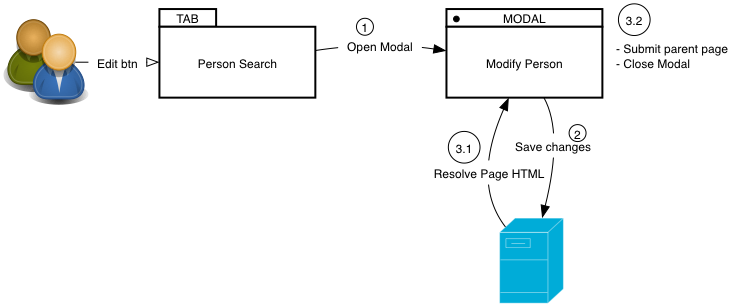 TAB
Edit btn
Person Search
1
Open Modal
MODAL
Modify Person
3.2
- Submit parent page
- Close Modal
3.1
Resolve Page HTML
2
Save changes